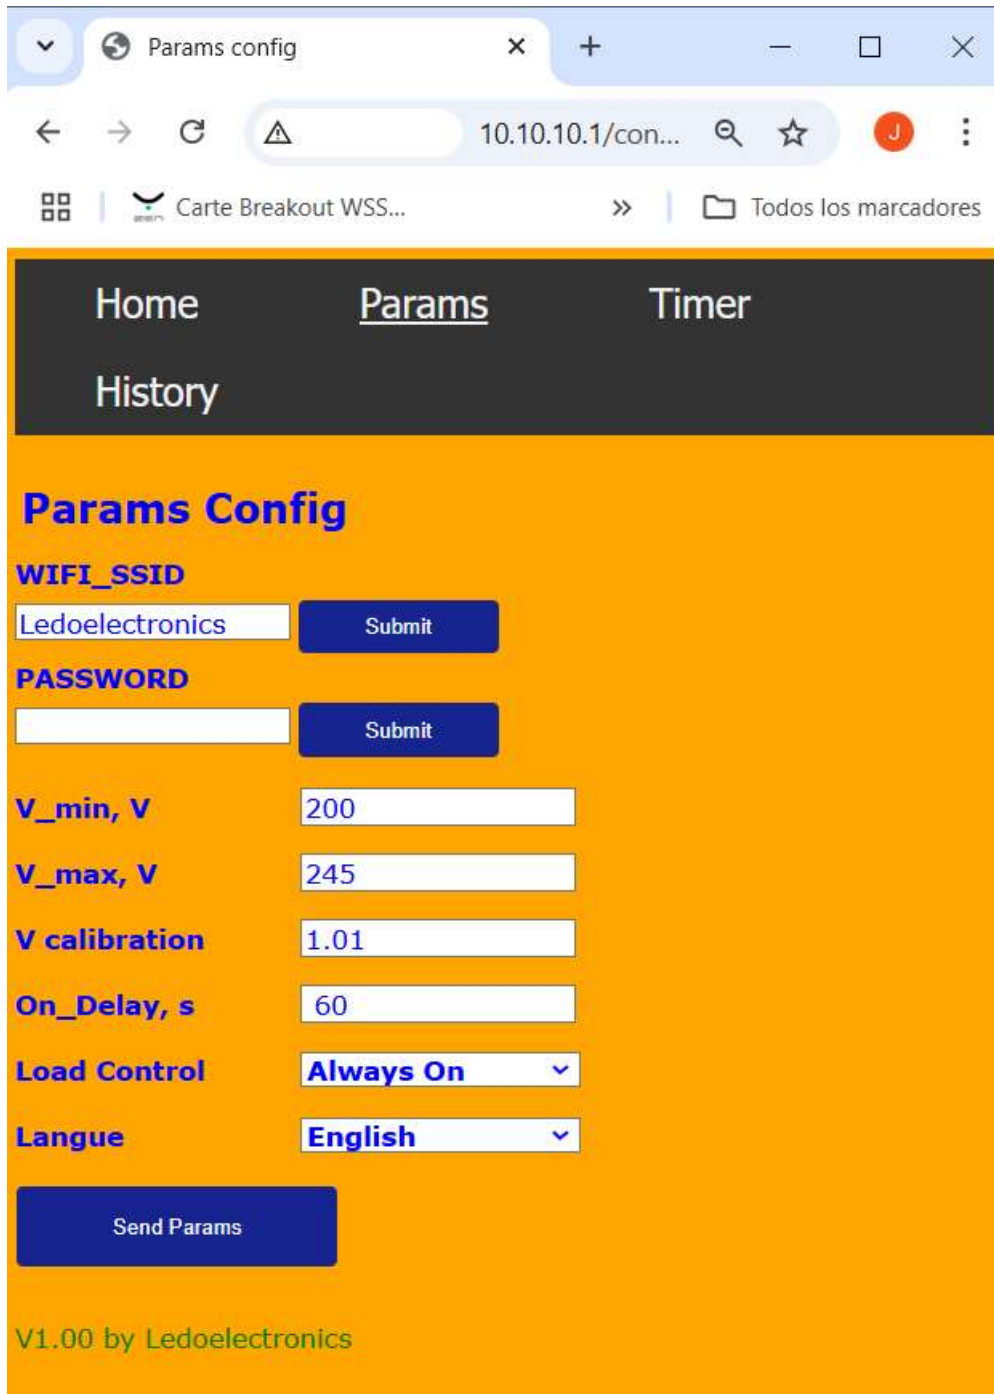 Params config
10.10.10.1/con...
Carte Breakout WSS... » Todos los marcadores
Home Params Timer
History
Params Config
WIFI_SSID
Ledoelectronics Submit
PASSWORD
Submit
V_min, V 200
V_max, V 245
V calibration 1.01
On_Delay, s 60
Load Control Always On
Langue English
Send Params
V1.00 by Ledoelectronics